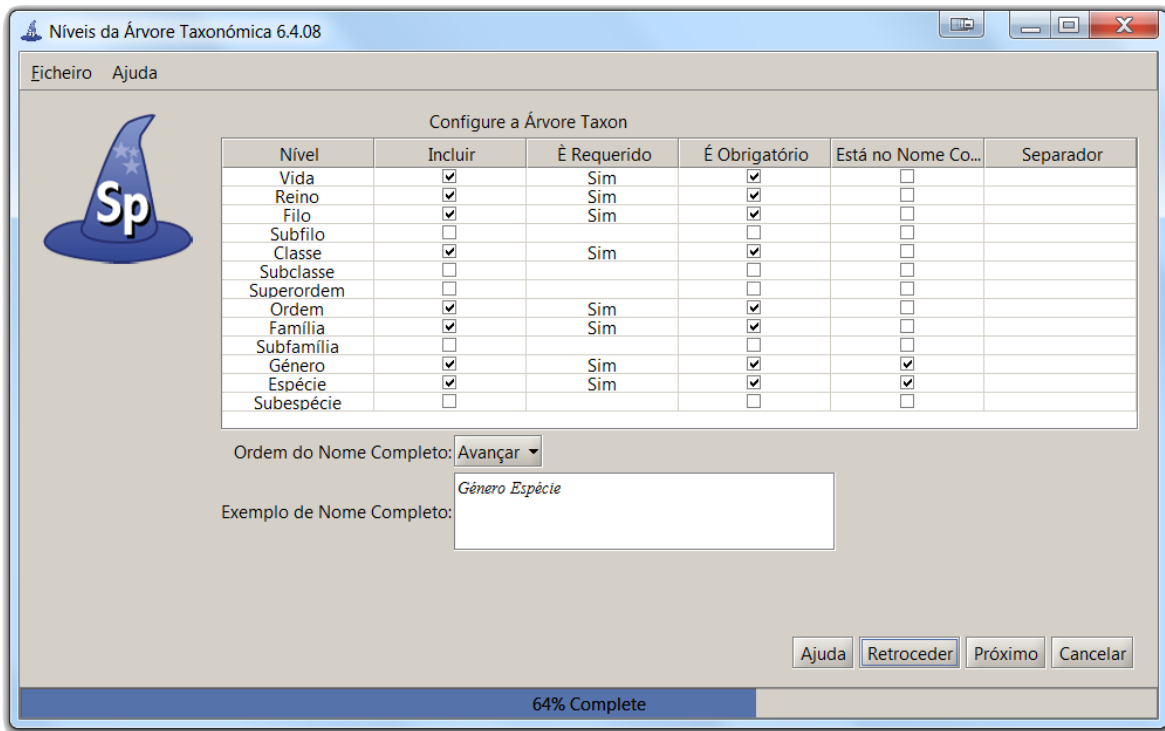 Níveis da Árvore Taxonómica 6.4.08
Ficheiro Ajuda
Sp
Configure a Árvore Taxon
Nível Incluir È Requerido É Obrigatório Está no Nome Co... Separador
Vida Sim
Reino Sim
Filo Sim
Subfilo
Classe Sim
Subclasse
Superordem
Ordem Sim
Família Sim
Subfamília
Género Sim
Espécie Sim
Subespécie
Ordem do Nome Completo: Avançar
Género Espécie
Exemplo de Nome Completo:
Ajuda Retroceder Próximo Cancelar
64% Complete